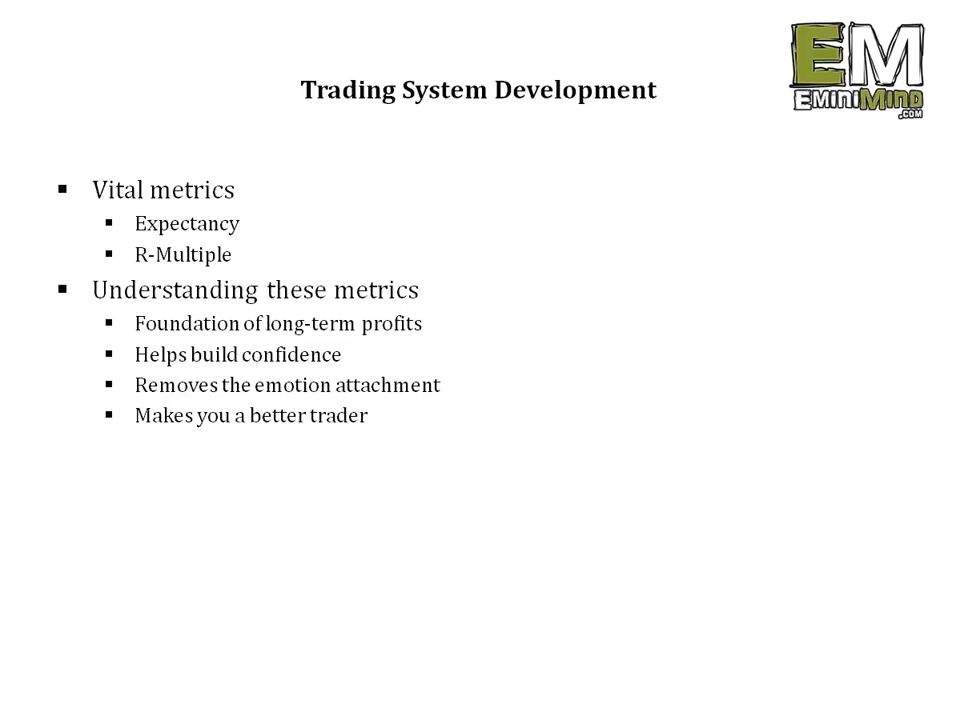 EM
EMiniMind
.COM
Trading System Development
▪ Vital metrics
▪ Expectancy
▪ R-Multiple
▪ Understanding these metrics
▪ Foundation of long-term profits
▪ Helps build confidence
▪ Removes the emotion attachment
▪ Makes you a better trader